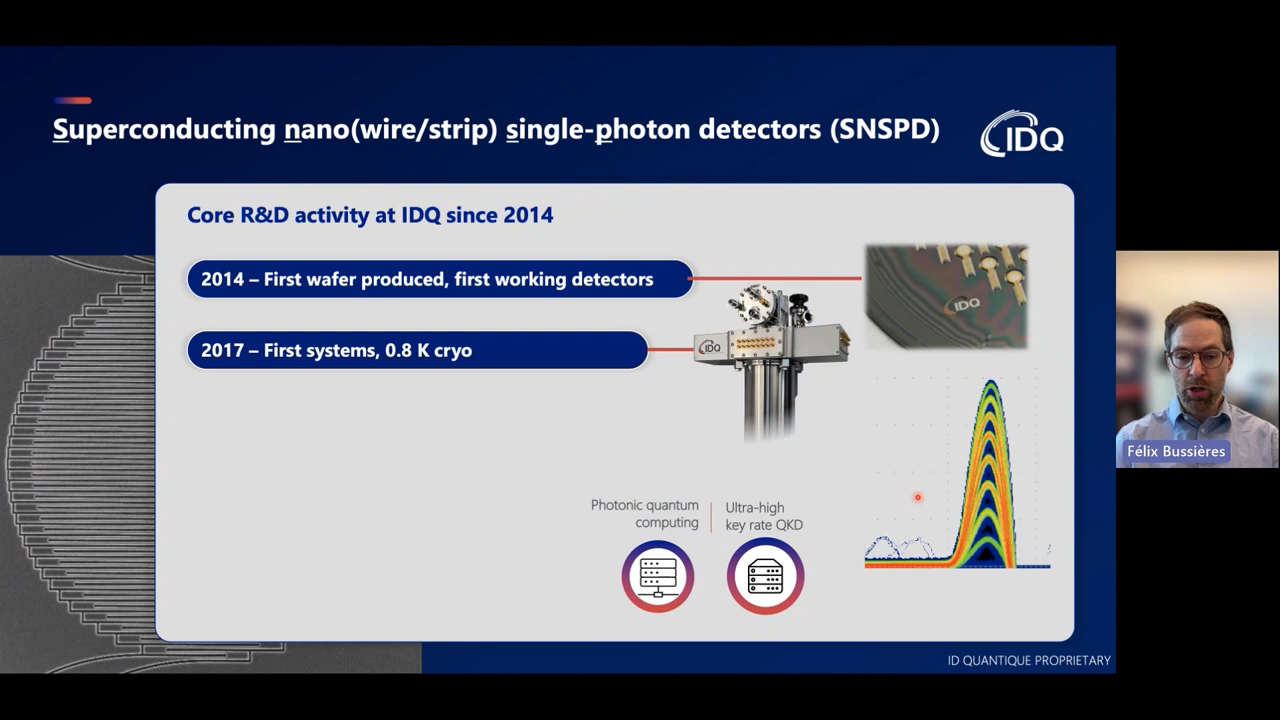 Superconducting nano(wire/strip) single-photon detectors (SNSPD)
IDQ
Core R&D activity at IDQ since 2014
2014 – First wafer produced, first working detectors
IDQ
2017 – First systems, 0.8 K cryo
IDQ
Photonic quantum
computing
Ultra-high
key rate QKD
Félix Bussières
ID QUANTIQUE PROPRIETARY